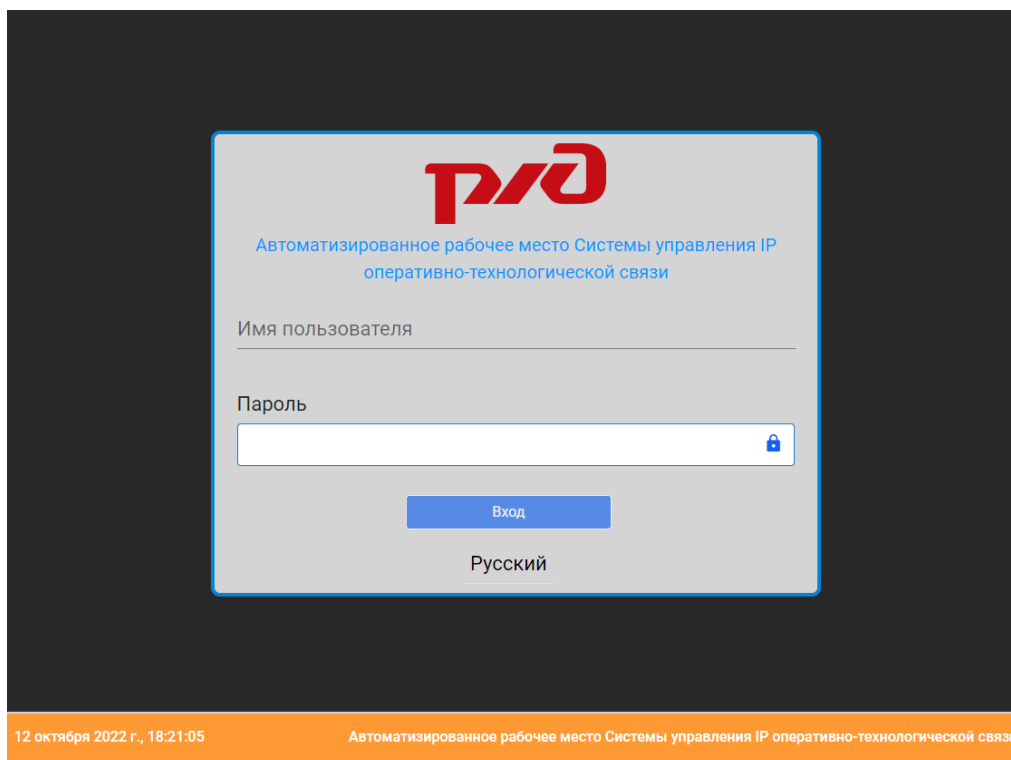 ржд
Автоматизированное рабочее место Системы управления IP
оперативно-технологической связи
Имя пользователя
Пароль
Вход
Русский
12 октября 2022 г., 18:21:05 Автоматизированное рабочее место Системы управления IP оперативно-технологической связи